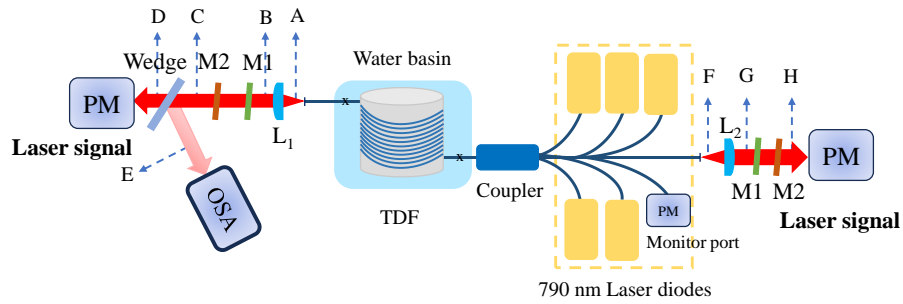 D
C
B
A
Wedge
M2
M1
Water basin
PM
L1
Laser signal
E
OSA
x
x
TDF
Coupler
F
G
H
L2
PM
M1
M2
Laser signal
PM
Monitor port
790 nm Laser diodes